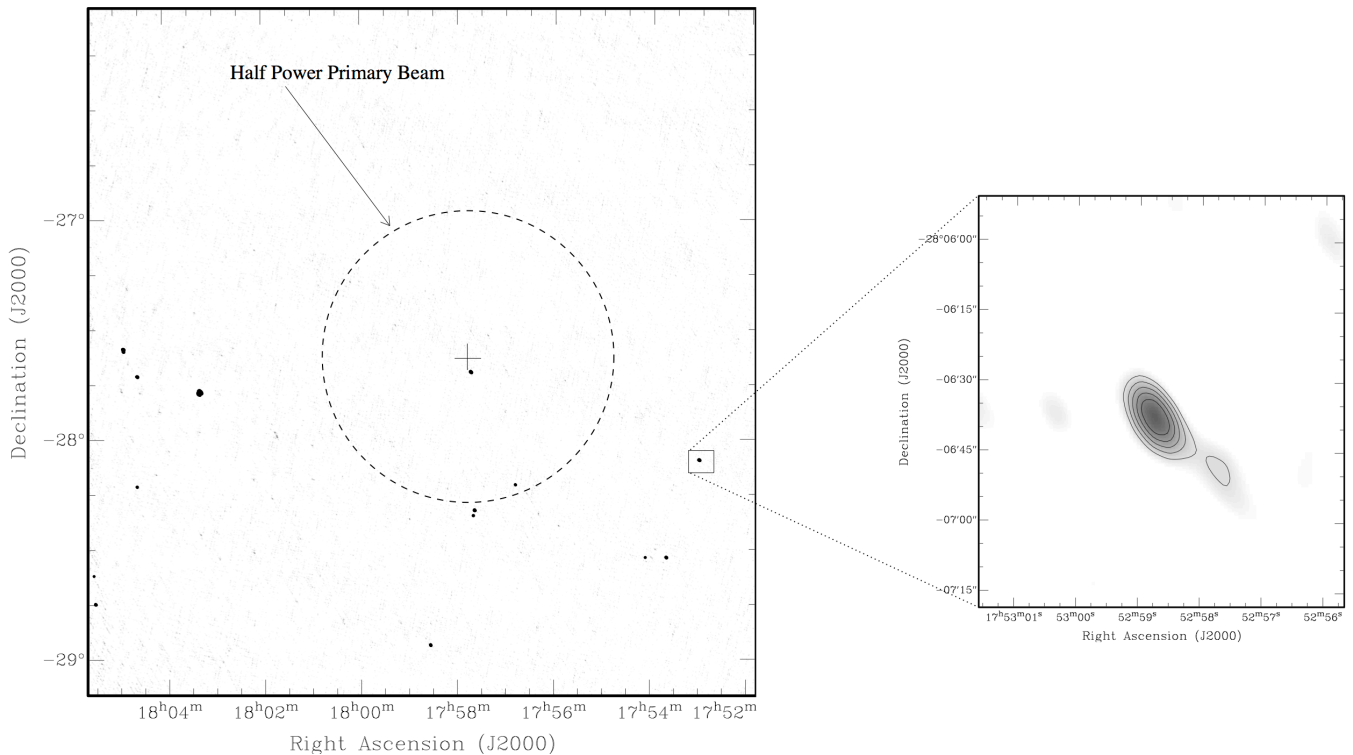 Half Power Primary Beam
−27°
−28°
−29°
Declination (J2000)
18ʰ04ᵐ 18ʰ02ᵐ 18ʰ00ᵐ 17ʰ58ᵐ 17ʰ56ᵐ 17ʰ54ᵐ 17ʰ52ᵐ
Right Ascension (J2000)
−28°06'00"
−06'15"
−06'30"
−06'45"
−07'00"
−07'15"
Declination (J2000)
17ʰ53ᵐ01ˢ 53ᵐ00ˢ 52ᵐ59ˢ 52ᵐ58ˢ 52ᵐ57ˢ 52ᵐ56ˢ
Right Ascension (J2000)